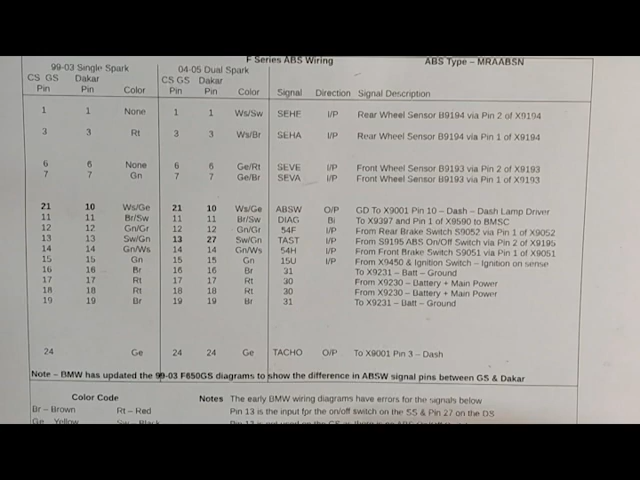 F Series ABS Wiring ABS Type – MRAABSN
99-03 Single Spark 04-05 Dual Spark
CS GS Dakar CS GS Dakar
Pin Pin Color Pin Pin Color Signal Direction Signal Description
1 1 None 1 1 Ws/Sw SEHE I/P Rear Wheel Sensor B9194 via Pin 2 of X9194
3 3 Rt 3 3 Ws/Br SEHA I/P Rear Wheel Sensor B9194 via Pin 1 of X9194
6 6 None 6 6 Ge/Rt SEVE I/P Front Wheel Sensor B9193 via Pin 2 of X9193
7 7 Gn 7 7 Ge/Br SEVA I/P Front Wheel Sensor B9193 via Pin 1 of X9193
21 10 Ws/Ge 21 10 Ws/Ge ABSW O/P GD To X9001 Pin 10 – Dash – Dash Lamp Driver
11 11 Br/Sw 11 11 Br/Sw DIAG Bi To X9397 and Pin 1 of X9590 to BMSC
12 12 Gn/Gr 12 12 Gn/Gr 54F I/P From Rear Brake Switch S9052 via Pin 1 of X9052
13 13 Sw/Gn 13 27 Sw/Gn TAST I/P From S9195 ABS On/Off Switch via Pin 2 of X9195
14 14 Gn/Ws 14 14 Gn/Ws 54H I/P From Front Brake Switch S9051 via Pin 1 of X9051
15 15 Gn 15 15 Gn 15U I/P From X9450 & Ignition Switch – Ignition on sense
16 16 Br 16 16 Br 31 To X9231 – Batt – Ground
17 17 Rt 17 17 Rt 30 From X9230 – Battery + Main Power
18 18 Rt 18 18 Rt 30 From X9230 – Battery + Main Power
19 19 Br 19 19 Br 31 To X9231 – Batt – Ground
24 Ge 24 24 Ge TACHO O/P To X9001 Pin 3 – Dash
Note – BMW has updated the 99-03 F650GS diagrams to show the difference in ABSW signal pins between GS & Dakar
Color Code Notes The early BMW wiring diagrams have errors for the signals below
Br – Brown Rt – Red Pin 13 is the input for the on/off switch on the SS & Pin 27 on the DS